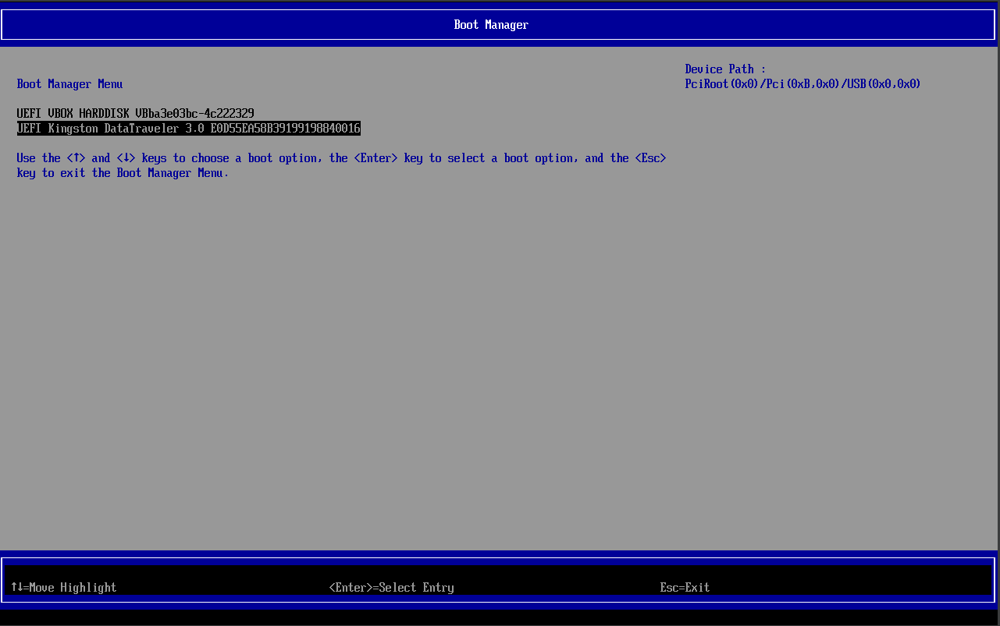 Boot Manager
Device Path :
PciRoot(0x0)/Pci(0xB,0x0)/USB(0x0,0x0)
Boot Manager Menu
UEFI VBOX HARDDISK VBba3e03bc-4c222329
UEFI Kingston DataTraveler 3.0 E0D55EA58B39199198840016
Use the <↑> and <↓> keys to choose a boot option, the <Enter> key to select a boot option, and the <Esc>
key to exit the Boot Manager Menu.
↑↓=Move Highlight <Enter>=Select Entry Esc=Exit